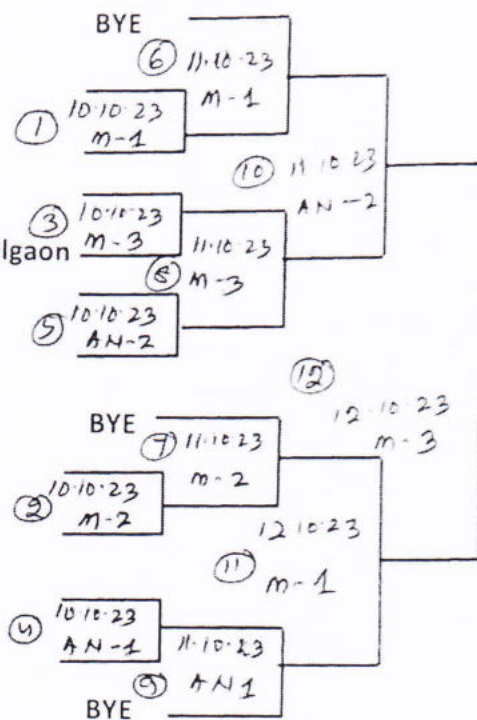 BYE
6 11.10.23
M-1
1 10.10.23
M-1
10 11 10 23
AN-2
3 10.10.23
M-3
lgaon
8 11.10.23
M-3
5 10.10.23
AN-2
12
12.10.23
M-3
BYE
7 11.10.23
M-2
2 10.10.23
M-2
12 10.23
11 M-1
4 10.10.23
AN-1
9 11.10.23
AN1
BYE